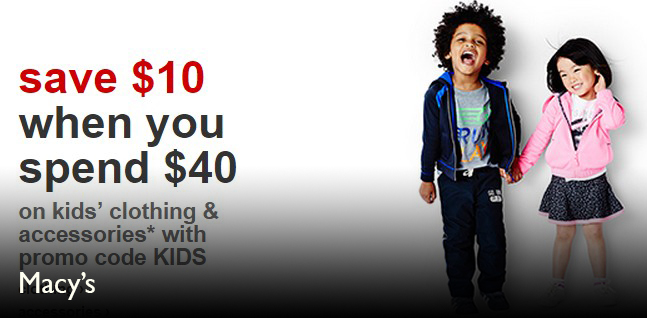 save $10
when you
spend $40
on kids' clothing &
accessories* with
promo code KIDS
Macy's